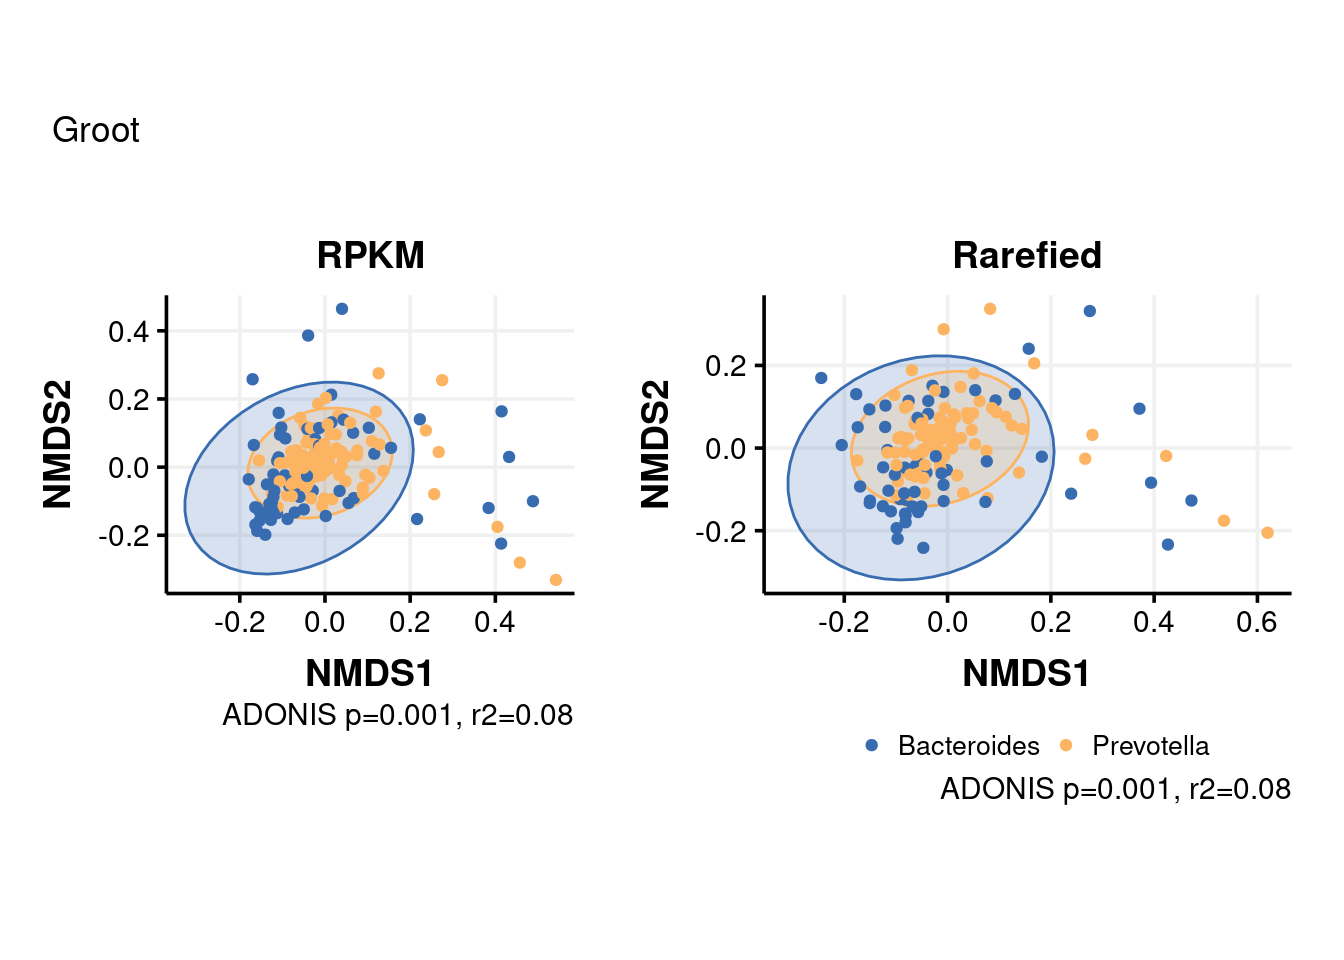 Groot
RPKM
NMDS2
0.4
0.2
0.0
-0.2
-0.2 0.0 0.2 0.4
NMDS1
ADONIS p=0.001, r2=0.08
Rarefied
NMDS2
0.2
0.0
-0.2
-0.2 0.0 0.2 0.4 0.6
NMDS1
Bacteroides Prevotella
ADONIS p=0.001, r2=0.08